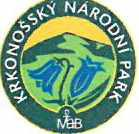 KRKONOŠSKÝ NÁRODNÍ PARK
MAB